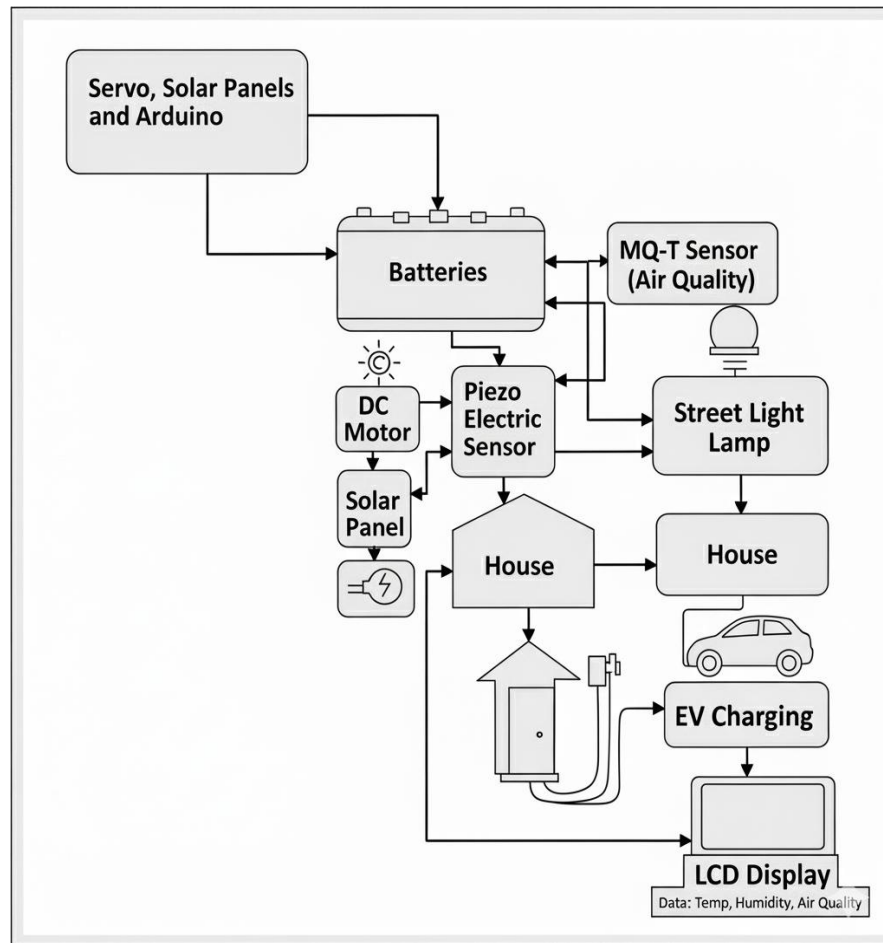 Servo, Solar Panels
and Arduino
Batteries
MQ-T Sensor
(Air Quality)
C
DC
Motor
Piezo
Electric
Sensor
Street Light
Lamp
Solar
Panel
House
House
EV Charging
LCD Display
Data: Temp, Humidity, Air Quality